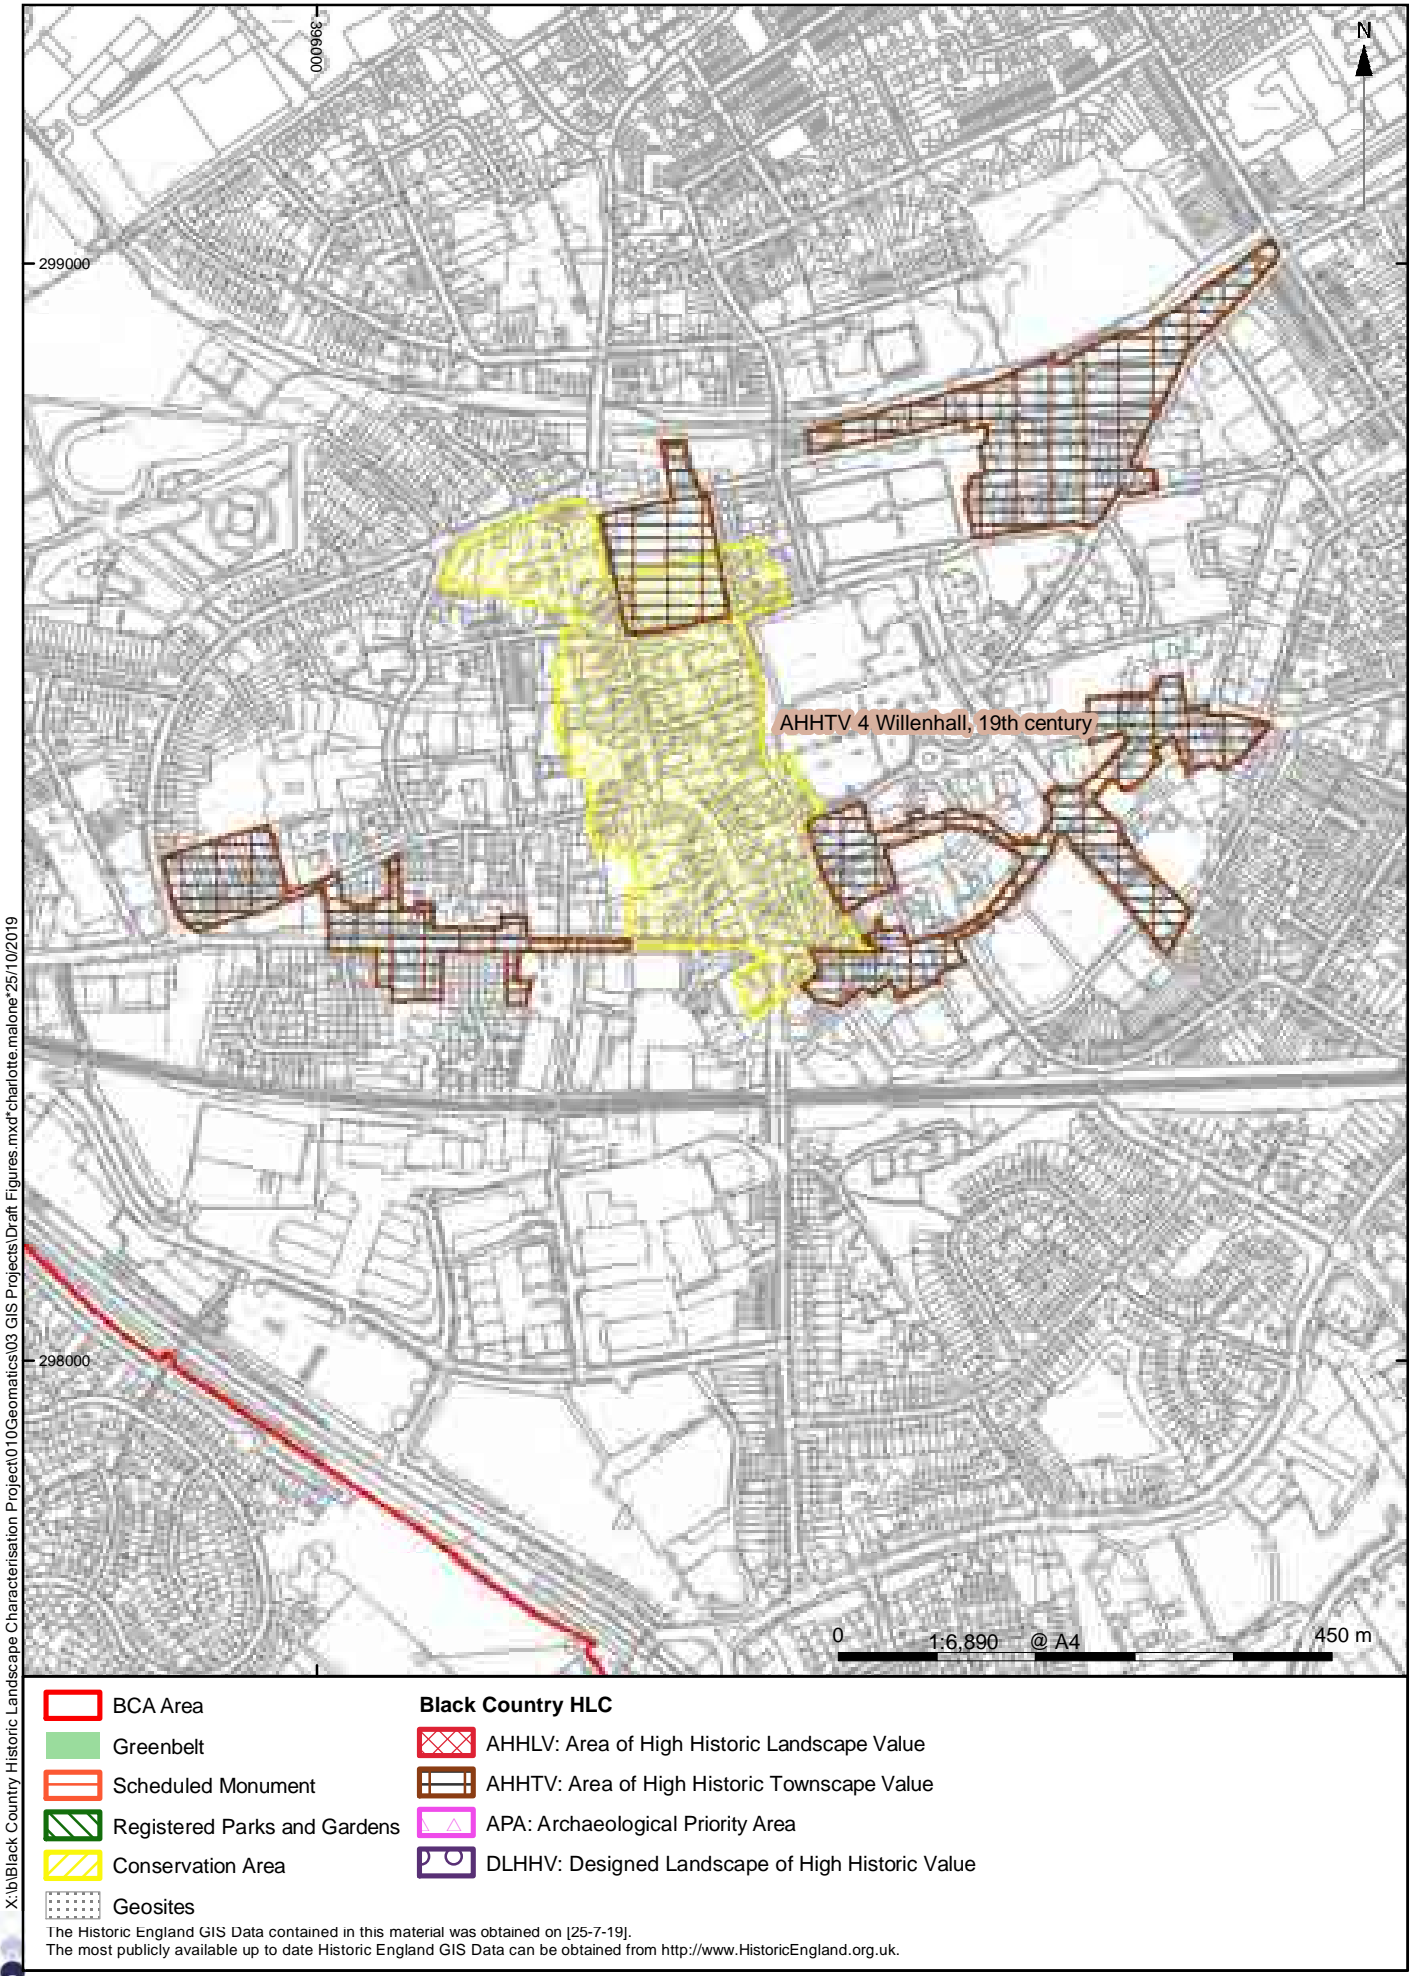 396000
N
299000
AHHTV 4 Willenhall, 19th century
298000
0 1:6,890 @ A4 450 m
X:\b\Black Country Historic Landscape Characterisation Project\010Geomatics\03 GIS Projects\Draft Figures.mxd*charlotte.malone*25/10/2019
BCA Area
Greenbelt
Scheduled Monument
Registered Parks and Gardens
Conservation Area
Geosites
Black Country HLC
AHHLV: Area of High Historic Landscape Value
AHHTV: Area of High Historic Townscape Value
APA: Archaeological Priority Area
DLHHV: Designed Landscape of High Historic Value
The Historic England GIS Data contained in this material was obtained on [25-7-19].
The most publicly available up to date Historic England GIS Data can be obtained from http://www.HistoricEngland.org.uk.